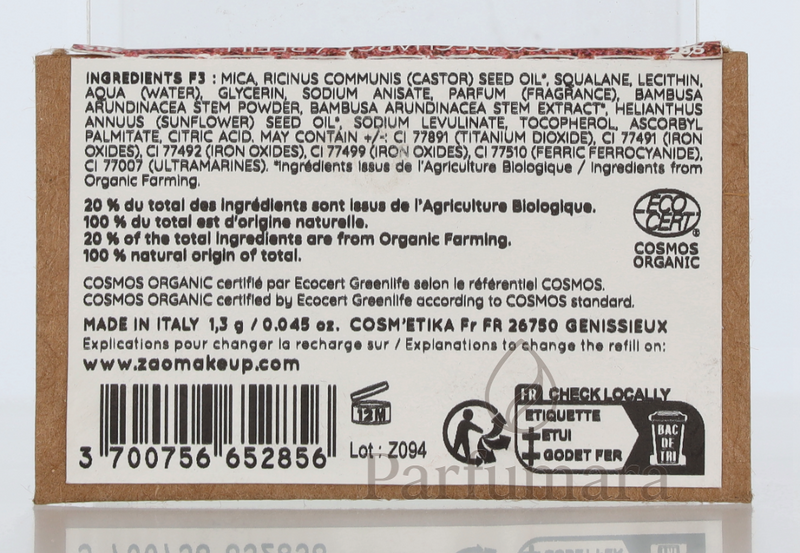 INGREDIENTS F3 : MICA, RICINUS COMMUNIS (CASTOR) SEED OIL*, SQUALANE, LECITHIN,
AQUA (WATER), GLYCERIN, SODIUM ANISATE, PARFUM (FRAGRANCE), BAMBUSA
ARUNDINACEA STEM POWDER, BAMBUSA ARUNDINACEA STEM EXTRACT*, HELIANTHUS
ANNUUS (SUNFLOWER) SEED OIL*, SODIUM LEVULINATE, TOCOPHEROL, ASCORBYL
PALMITATE, CITRIC ACID. MAY CONTAIN +/-: CI 77891 (TITANIUM DIOXIDE), CI 77491 (IRON
OXIDES), CI 77492 (IRON OXIDES), CI 77499 (IRON OXIDES), CI 77510 (FERRIC FERROCYANIDE),
CI 77007 (ULTRAMARINES). *Ingrédients issus de l'Agriculture Biologique / Ingredients from
Organic Farming.
20 % du total des ingrédients sont issus de l'Agriculture Biologique.
100 % du total est d'origine naturelle.
20 % of the total ingredients are from Organic Farming.
100 % natural origin of total.
ECO
CERT®
COSMOS
ORGANIC
COSMOS ORGANIC certifié par Ecocert Greenlife selon le référentiel COSMOS.
COSMOS ORGANIC certified by Ecocert Greenlife according to COSMOS standard.
MADE IN ITALY 1,3 g / 0.045 oz. COSM'ETIKA Fr FR 26750 GENISSIEUX
Explications pour changer la recharge sur / Explanations to change the refill on:
www.zaomakeup.com
3 700756 652856
12M
Lot : Z094
FR CHECK LOCALLY
ETIQUETTE
+ ETUI
+ GODET FER
BAC
DE
TRI
Parfumara